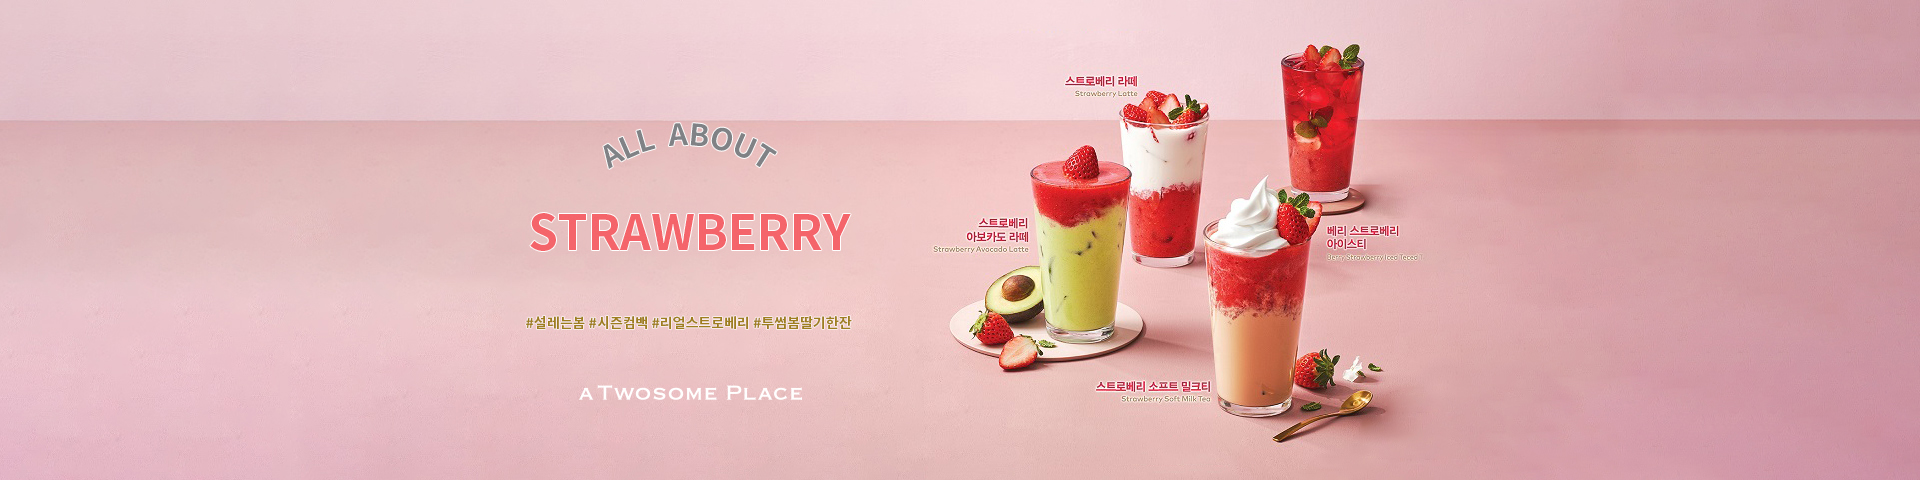 ALL ABOUT
STRAWBERRY
#설레는봄 #시즌컴백 #리얼스트로베리 #투썸봄딸기한잔
A TWOSOME PLACE
스트로베리 라떼
Strawberry Latte
스트로베리
아보카도 라떼
Strawberry Avocado Latte
베리 스트로베리
아이스티
Berry Strawberry Iced
스트로베리 소프트 밀크티
Strawberry Soft Milk Tea